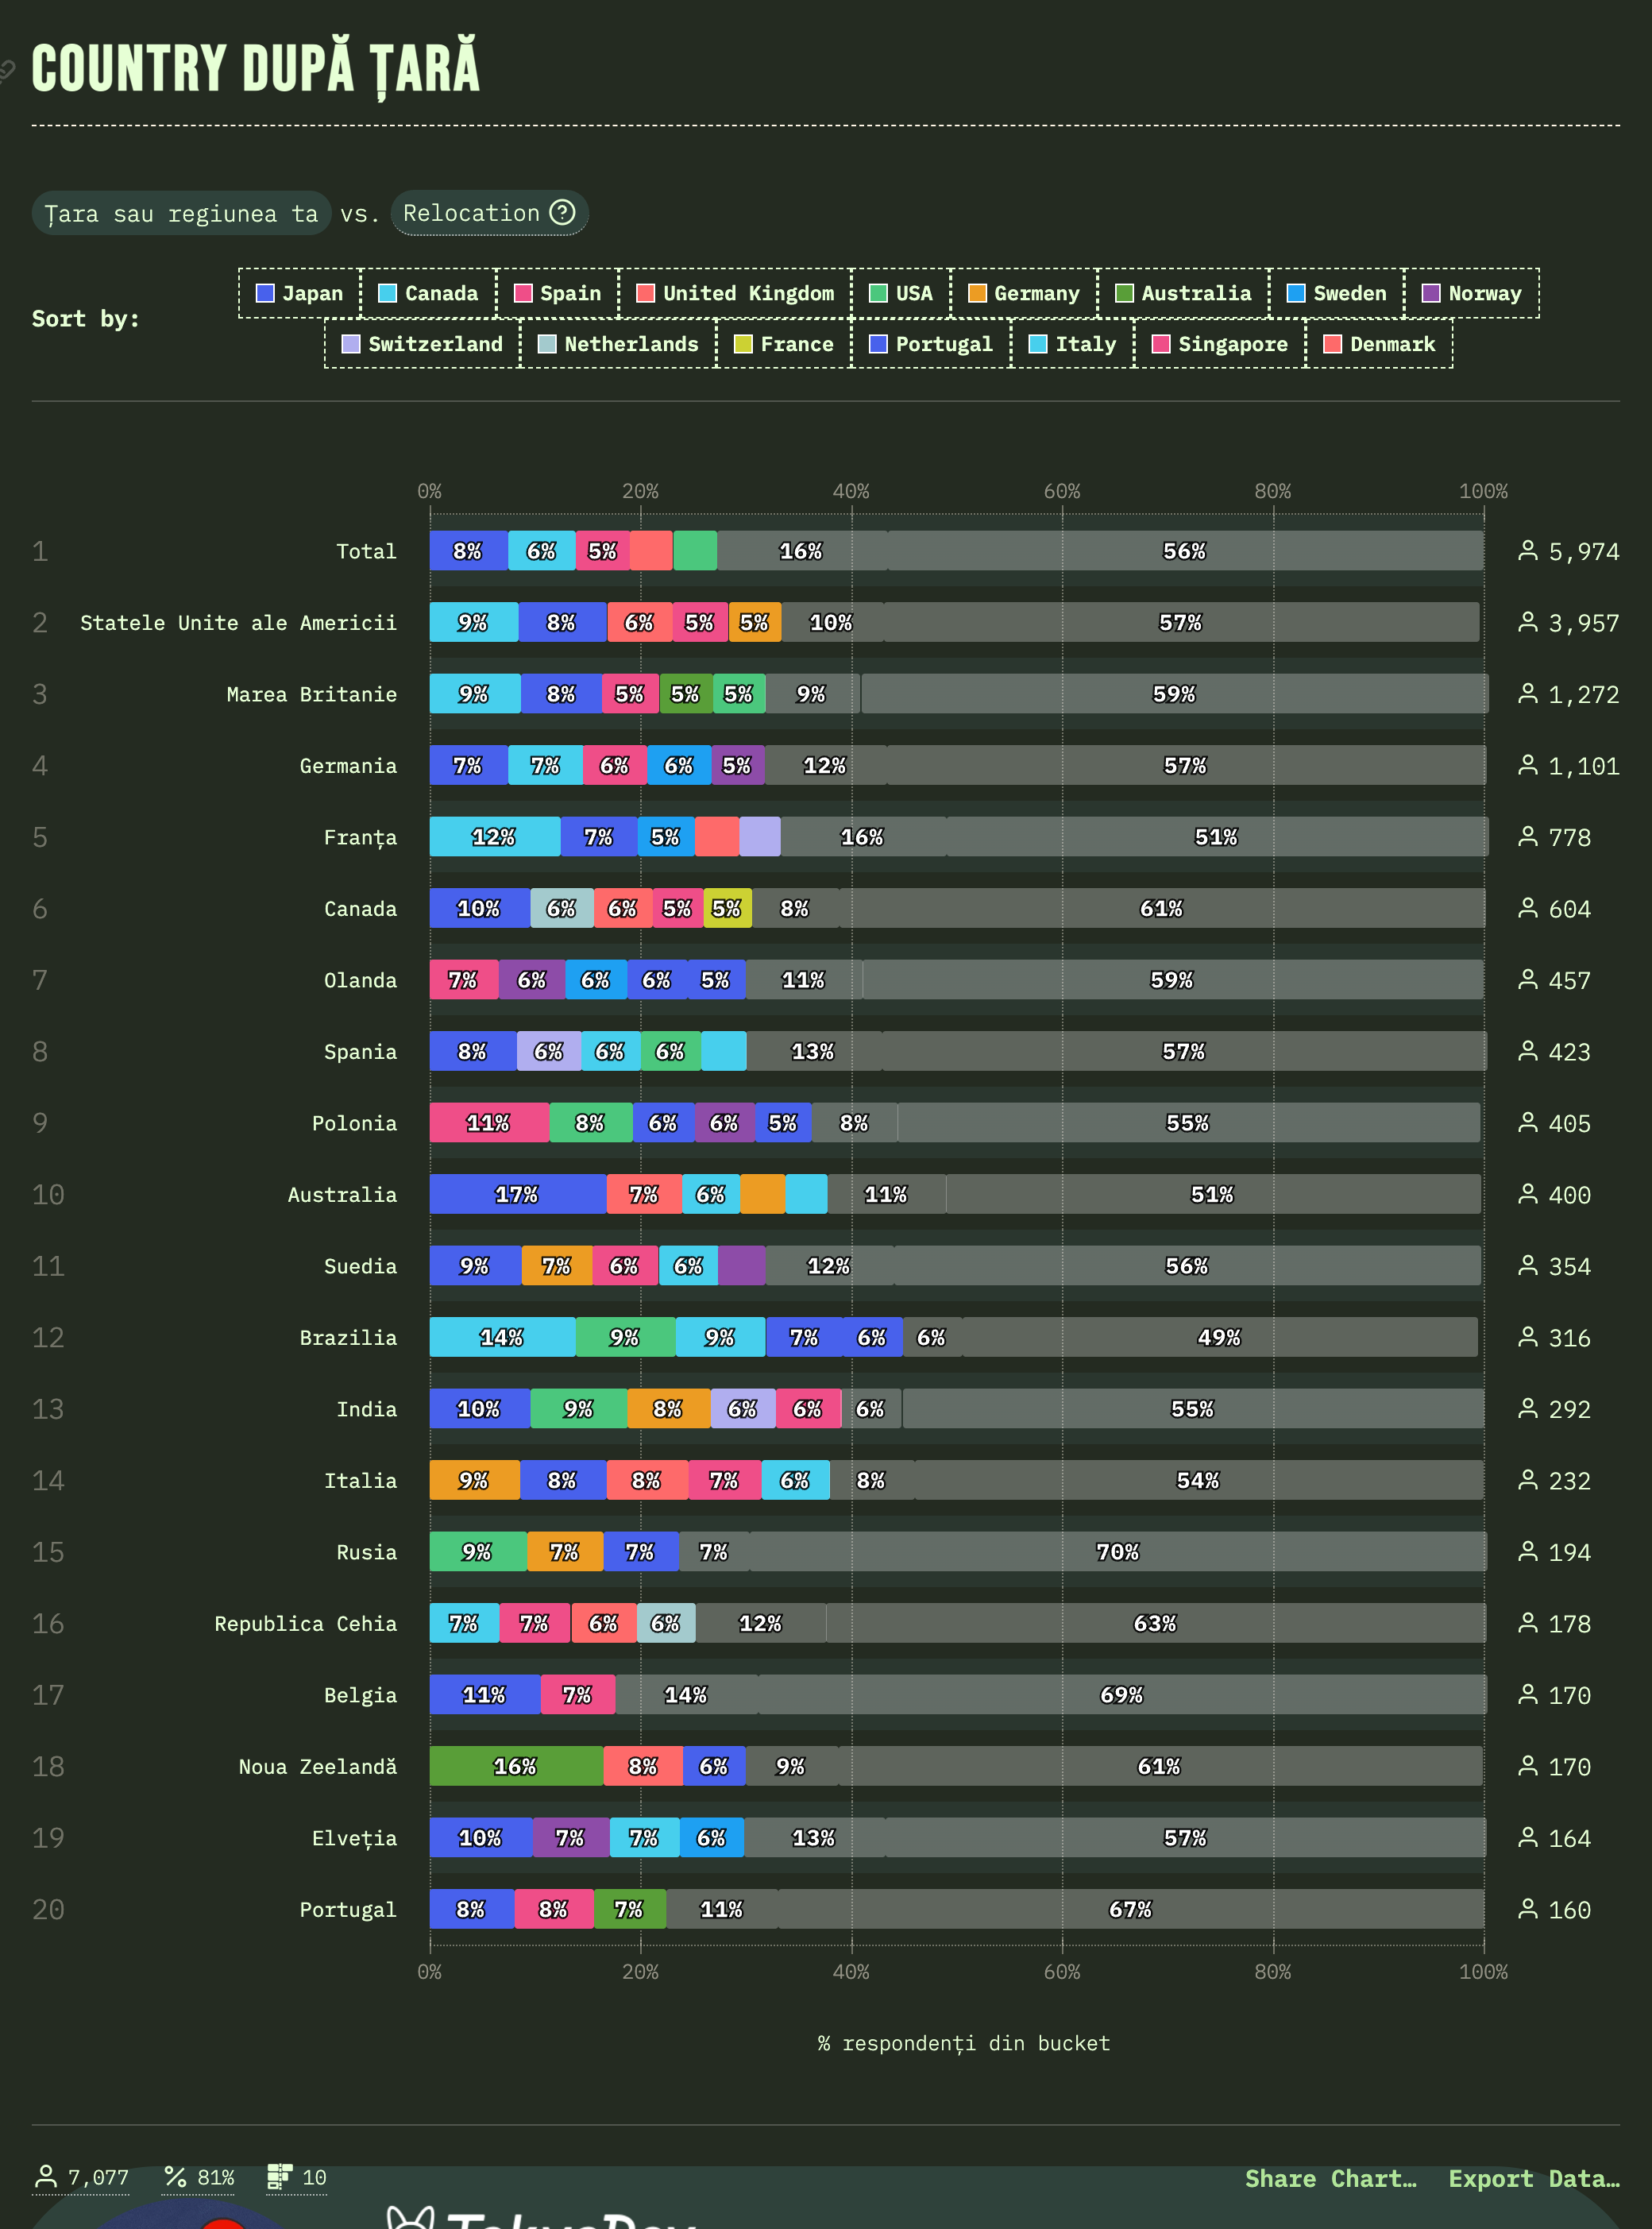 COUNTRY DUPĂ ȚARĂ
Țara sau regiunea ta vs. Relocation ?
Sort by:
Japan Canada Spain United Kingdom USA Germany Australia Sweden Norway
Switzerland Netherlands France Portugal Italy Singapore Denmark
0% 20% 40% 60% 80% 100%
1 Total 8% 6% 5% 16% 56% 5,974
2 Statele Unite ale Americii 9% 8% 6% 5% 5% 10% 57% 3,957
3 Marea Britanie 9% 8% 5% 5% 5% 9% 59% 1,272
4 Germania 7% 7% 6% 6% 5% 12% 57% 1,101
5 Franța 12% 7% 5% 16% 51% 778
6 Canada 10% 6% 6% 5% 5% 8% 61% 604
7 Olanda 7% 6% 6% 6% 5% 11% 59% 457
8 Spania 8% 6% 6% 6% 13% 57% 423
9 Polonia 11% 8% 6% 6% 5% 8% 55% 405
10 Australia 17% 7% 6% 11% 51% 400
11 Suedia 9% 7% 6% 6% 12% 56% 354
12 Brazilia 14% 9% 9% 7% 6% 6% 49% 316
13 India 10% 9% 8% 6% 6% 6% 55% 292
14 Italia 9% 8% 8% 7% 6% 8% 54% 232
15 Rusia 9% 7% 7% 7% 70% 194
16 Republica Cehia 7% 7% 6% 6% 12% 63% 178
17 Belgia 11% 7% 14% 69% 170
18 Noua Zeelandă 16% 8% 6% 9% 61% 170
19 Elveția 10% 7% 7% 6% 13% 57% 164
20 Portugal 8% 8% 7% 11% 67% 160
0% 20% 40% 60% 80% 100%
% respondenți din bucket
7,077 81% 10 Share Chart… Export Data…
TokyoDev